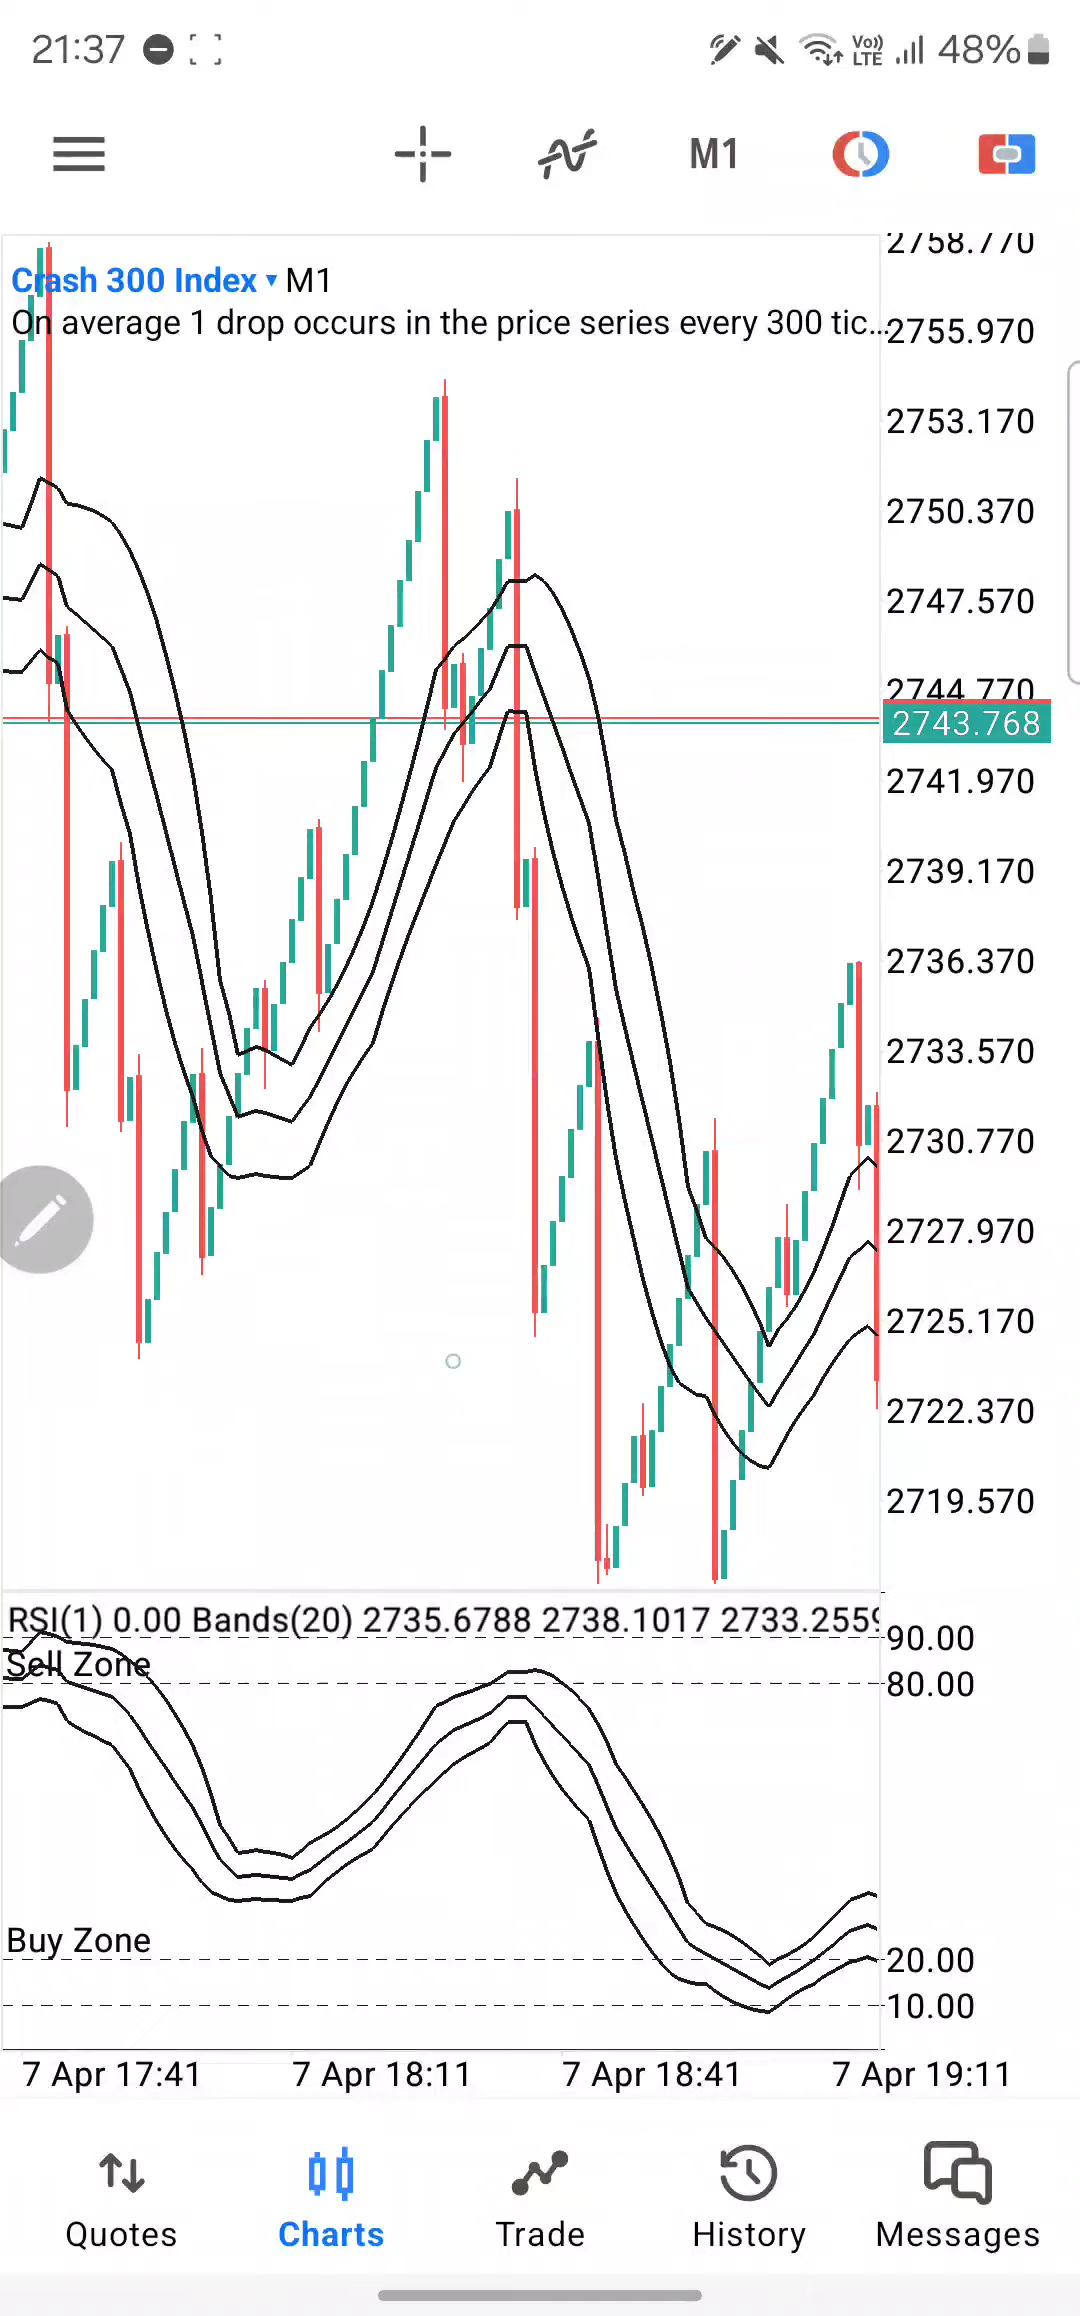 21:37 Vo)) LTE 48%
M1
2758.770
Crash 300 Index ▾ M1
On average 1 drop occurs in the price series every 300 tic...
2755.970
2753.170
2750.370
2747.570
2744.770
2743.768
2741.970
2739.170
2736.370
2733.570
2730.770
2727.970
2725.170
2722.370
2719.570
RSI(1) 0.00 Bands(20) 2735.6788 2738.1017 2733.2559
90.00
Sell Zone
80.00
Buy Zone
20.00
10.00
7 Apr 17:41 7 Apr 18:11 7 Apr 18:41 7 Apr 19:11
Quotes Charts Trade History Messages